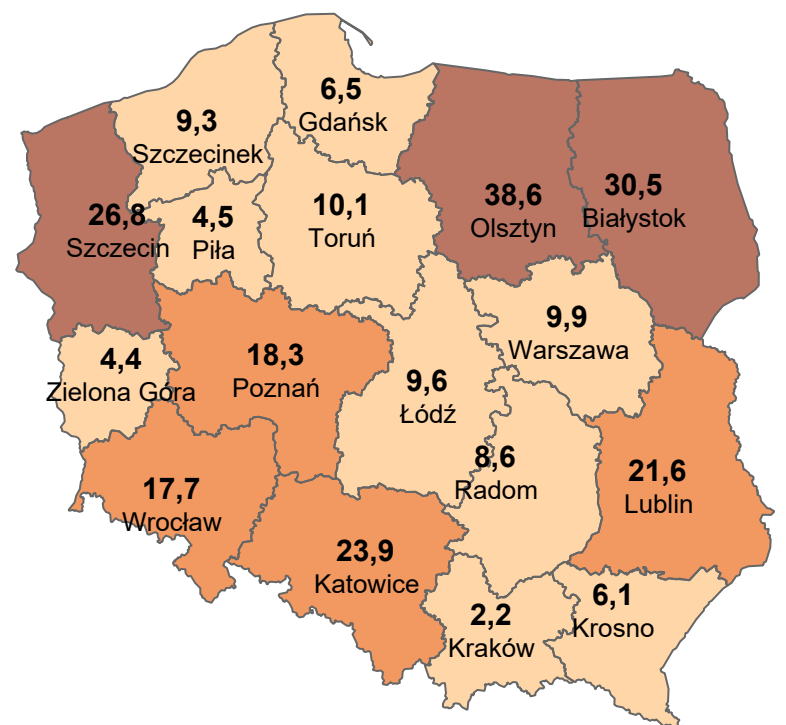 6,5
Gdańsk
9,3
Szczecinek
38,6
Olsztyn
30,5
Białystok
26,8
Szczecin
4,5
Piła
10,1
Toruń
9,9
Warszawa
4,4
Zielona Góra
18,3
Poznań
9,6
Łódź
8,6
Radom
21,6
Lublin
17,7
Wrocław
23,9
Katowice
2,2
Kraków
6,1
Krosno